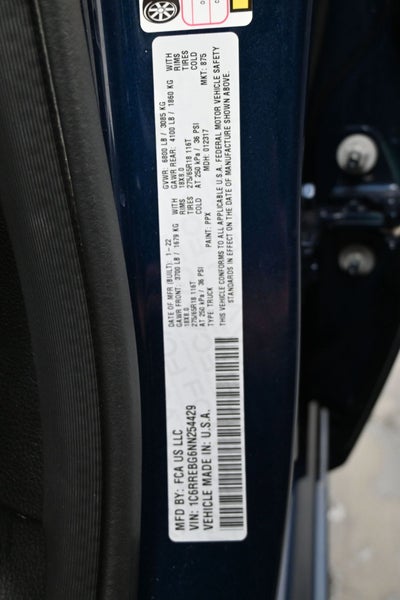 MFD BY: FCA US LLC
VIN: 1C6RREBG6NN254429
VEHICLE MADE IN: U.S.A.
DATE OF MFR (BUILT): 1-22
GVWR: 6800 LB / 3085 KG
GAWR FRONT: 3700 LB / 1679 KG WITH
GAWR REAR: 4100 LB / 1860 KG WITH
18X8.0 RIMS
18X8.0 RIMS
275/65R18 116T TIRES
275/65R18 116T TIRES
AT 250 kPa / 36 PSI COLD
AT 250 kPa / 36 PSI COLD
TYPE TRUCK
PAINT: PPX
MDH: 012317
MKT: 875
THIS VEHICLE CONFORMS TO ALL APPLICABLE U.S.A. FEDERAL MOTOR VEHICLE SAFETY
STANDARDS IN EFFECT ON THE DATE OF MANUFACTURE SHOWN ABOVE.